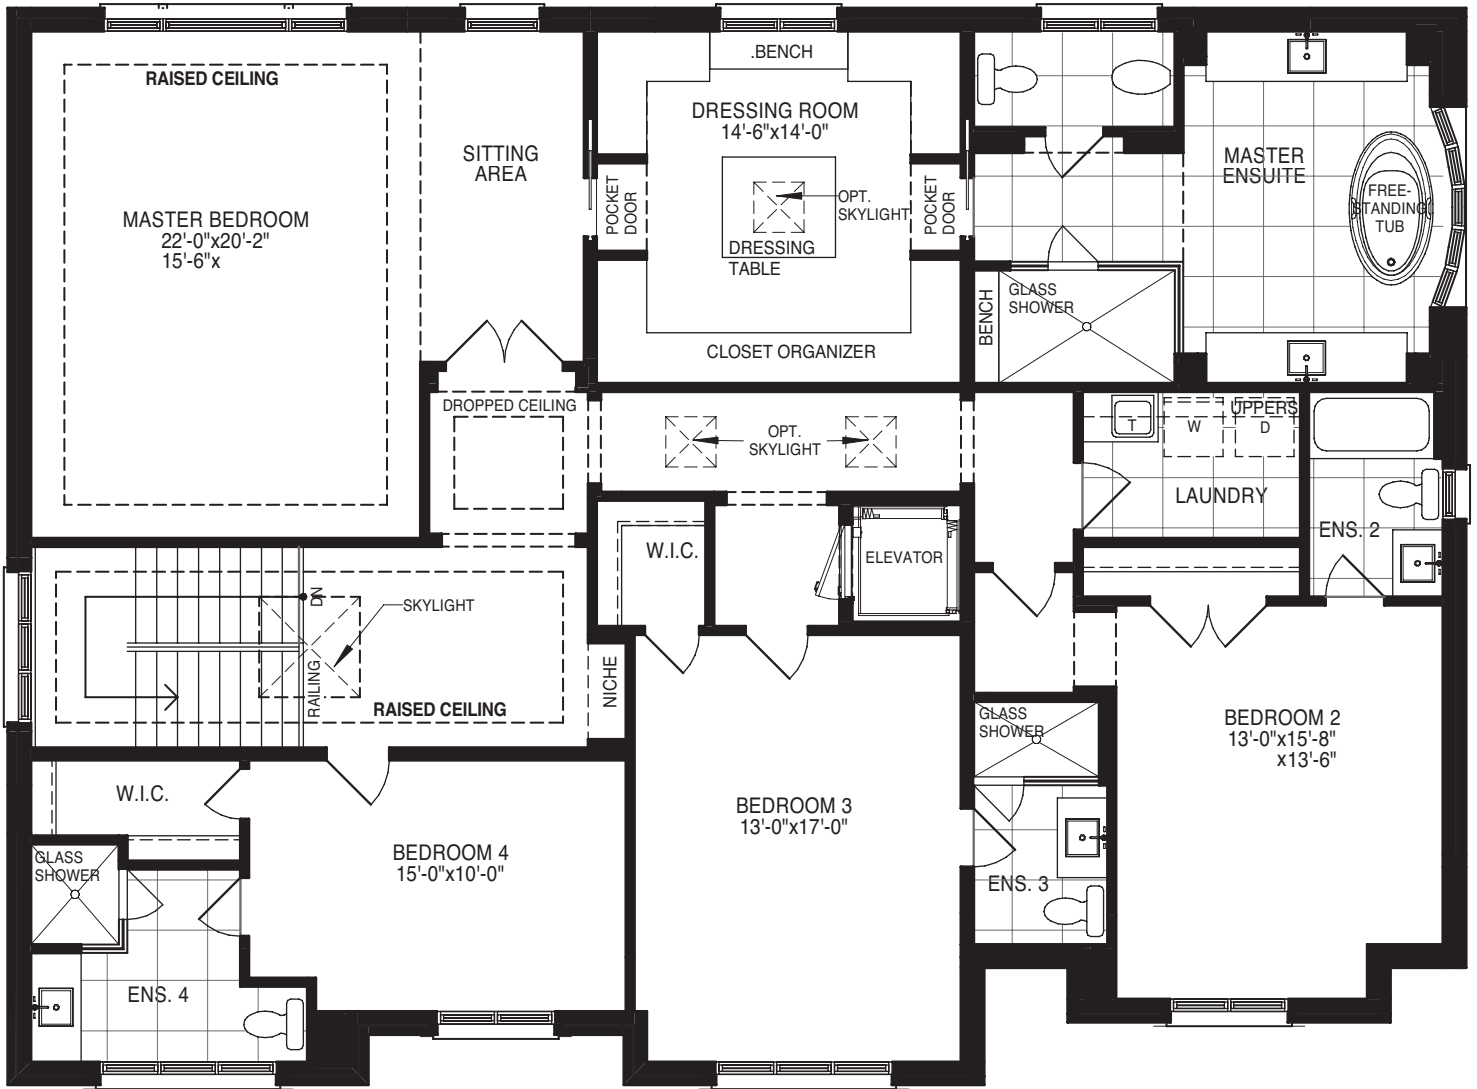 RAISED CEILING
MASTER BEDROOM
22'-0"x20'-2"
15'-6"x
SITTING
AREA
.BENCH
DRESSING ROOM
14'-6"x14'-0"
POCKET
DOOR
OPT.
SKYLIGHT
DRESSING
TABLE
POCKET
DOOR
CLOSET ORGANIZER
MASTER
ENSUITE
FREE-
STANDING
TUB
GLASS
SHOWER
BENCH
DROPPED CEILING
OPT.
SKYLIGHT
T
W
UPPERS
D
LAUNDRY
ENS. 2
W.I.C.
ELEVATOR
DN
SKYLIGHT
RAILING
RAISED CEILING
NICHE
GLASS
SHOWER
BEDROOM 2
13'-0"x15'-8"
x13'-6"
W.I.C.
BEDROOM 3
13'-0"x17'-0"
BEDROOM 4
15'-0"x10'-0"
GLASS
SHOWER
ENS. 3
ENS. 4